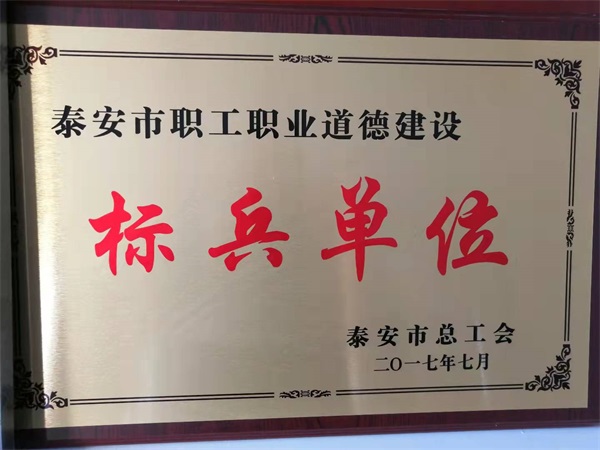 泰安市职工职业道德建设
标兵单位
泰安市总工会
二〇一七年七月